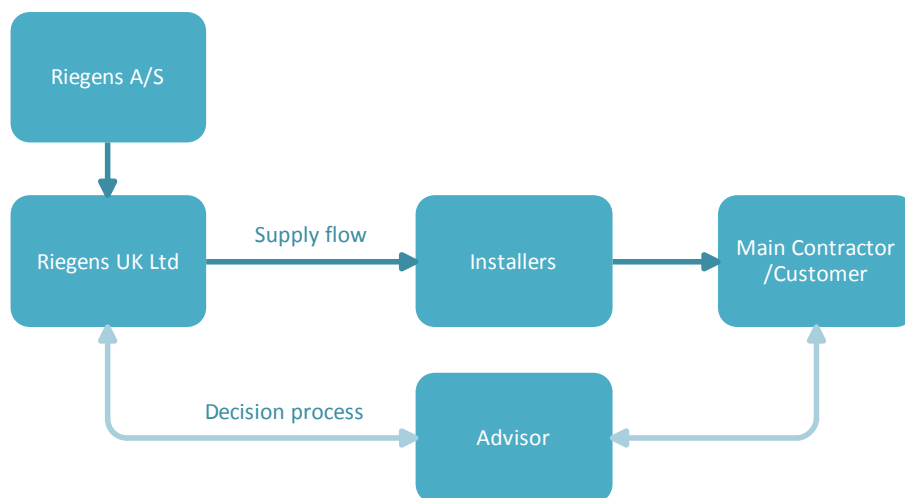 Riegens A/S
Supply flow
Riegens UK Ltd
Installers
Main Contractor
/Customer
Decision process
Advisor